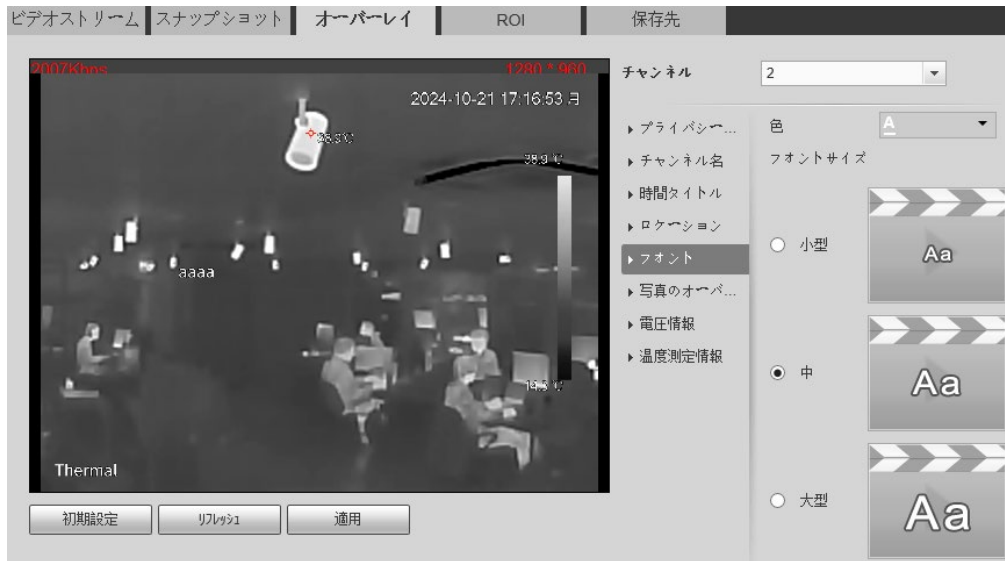 ビデオストリーム スナップショット オーバーレイ ROI 保存先
2007Kbps 1280 * 960
チャンネル 2
2024-10-21 17:16:53 月
プライバシー... 色 A
38.9℃
チャンネル名 フォントサイズ
38.9 ℃
時間タイトル
ロケーション 小型 Aa
フォント
aaaa
写真のオーバ...
電圧情報
温度測定情報
中 Aa
14.5 ℃
Thermal
大型 Aa
初期設定 リフレッシュ 適用